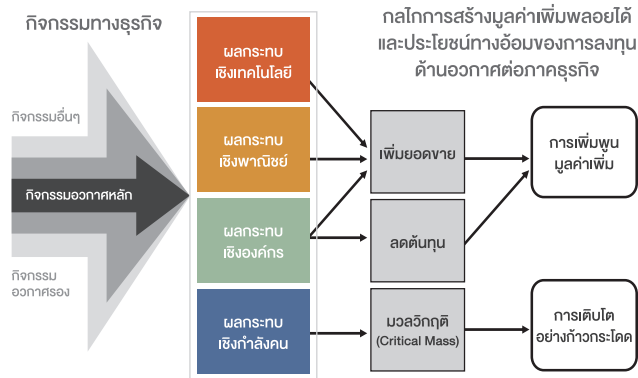 กิจกรรมทางธุรกิจ
กิจกรรมอื่นๆ
กิจกรรมอวกาศหลัก
กิจกรรม
อวกาศรอง
ผลกระทบ
เชิงเทคโนโลยี
ผลกระทบ
เชิงพาณิชย์
ผลกระทบ
เชิงองค์กร
ผลกระทบ
เชิงกำลังคน
กลไกการสร้างมูลค่าเพิ่มพลอยได้
และประโยชน์ทางอ้อมของการลงทุน
ด้านอวกาศต่อภาคธุรกิจ
เพิ่มยอดขาย
ลดต้นทุน
มวลวิกฤติ
(Critical Mass)
การเพิ่มพูน
มูลค่าเพิ่ม
การเติบโต
อย่างก้าวกระโดด